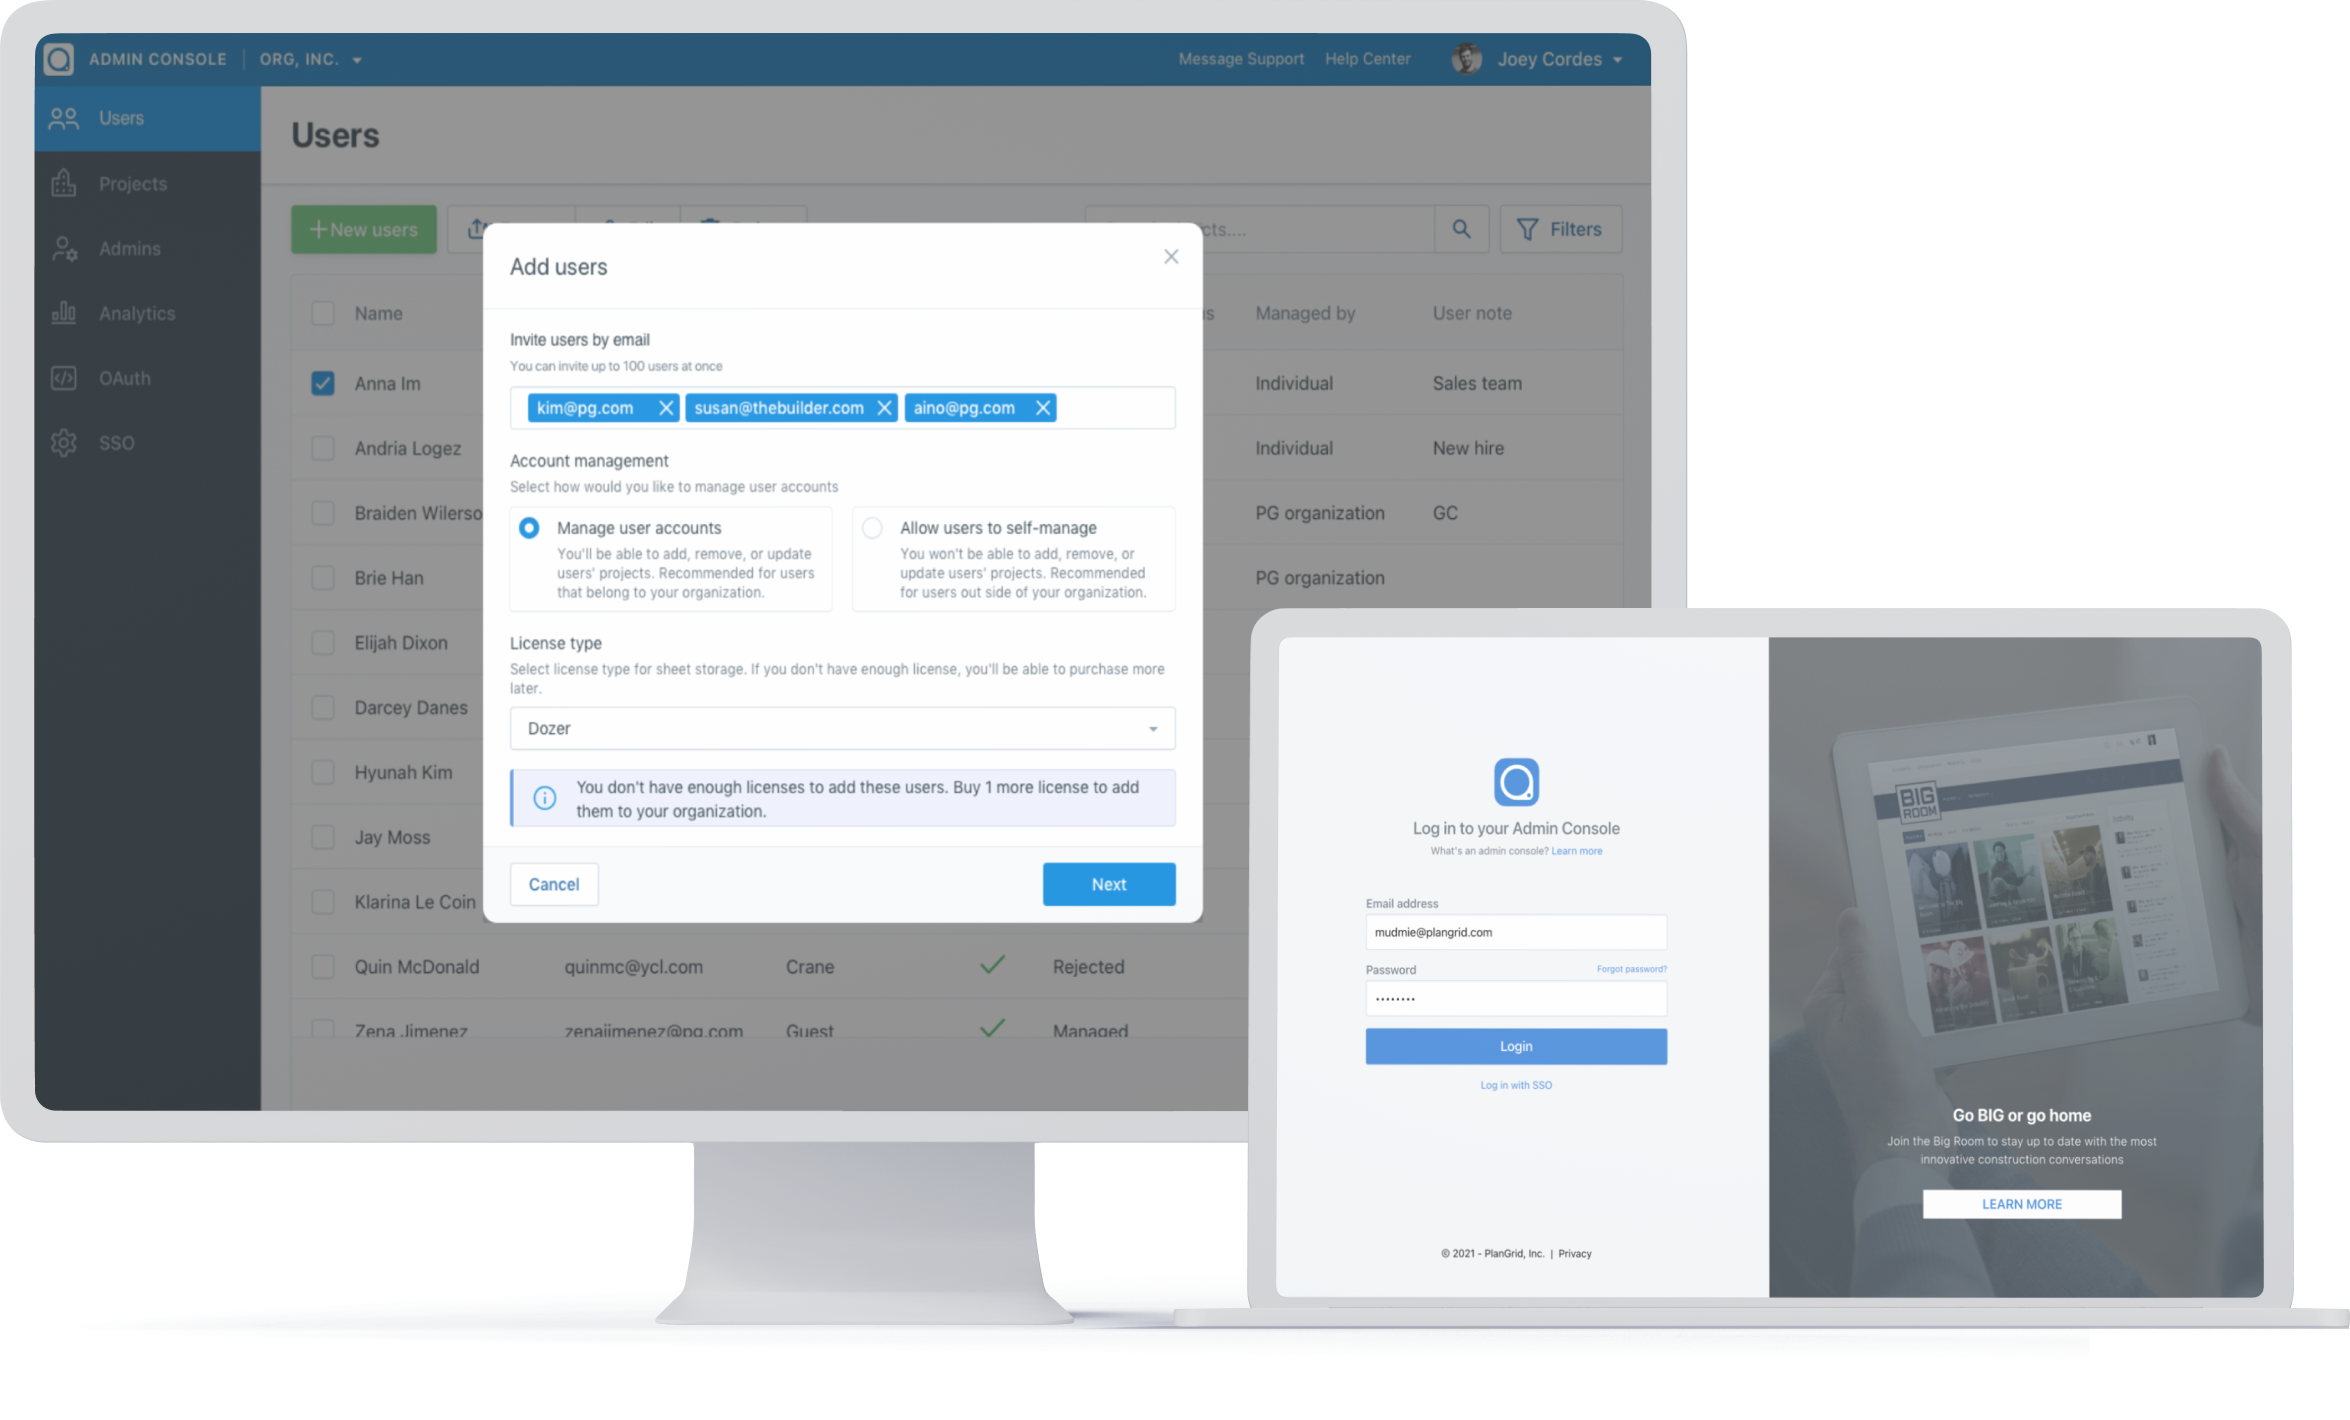 ADMIN CONSOLE
ORG, INC.
Message Support
Help Center
Joey Cordes
Users
Projects
Admins
Analytics
OAuth
SSO
Users
New users
Filters
Name
Managed by
User note
Anna Im
Individual
Sales team
Andria Logez
Individual
New hire
Braiden Wilerso
PG organization
GC
Brie Han
PG organization
Elijah Dixon
Darcey Danes
Hyunah Kim
Jay Moss
Klarina Le Coin
Quin McDonald
quinmc@ycl.com
Crane
Rejected
Zena Jimenez
zenajimenez@pg.com
Guest
Managed
Add users
Invite users by email
You can invite up to 100 users at once
kim@pg.com
susan@thebuilder.com
aino@pg.com
Account management
Select how would you like to manage user accounts
Manage user accounts
You'll be able to add, remove, or update
users' projects. Recommended for users
that belong to your organization.
Allow users to self-manage
You won't be able to add, remove, or
update users' projects. Recommended
for users out side of your organization.
License type
Select license type for sheet storage. If you don't have enough license, you'll be able to purchase more
later.
Dozer
You don't have enough licenses to add these users. Buy 1 more license to add
them to your organization.
Cancel
Next
Log in to your Admin Console
What's an admin console? Learn more
Email address
mudmie@plangrid.com
Password
Forgot password?
••••••••
Login
Log in with SSO
© 2021 - PlanGrid, Inc. | Privacy
BIG
ROOM
Activity
Go BIG or go home
Join the Big Room to stay up to date with the most
innovative construction conversations
LEARN MORE